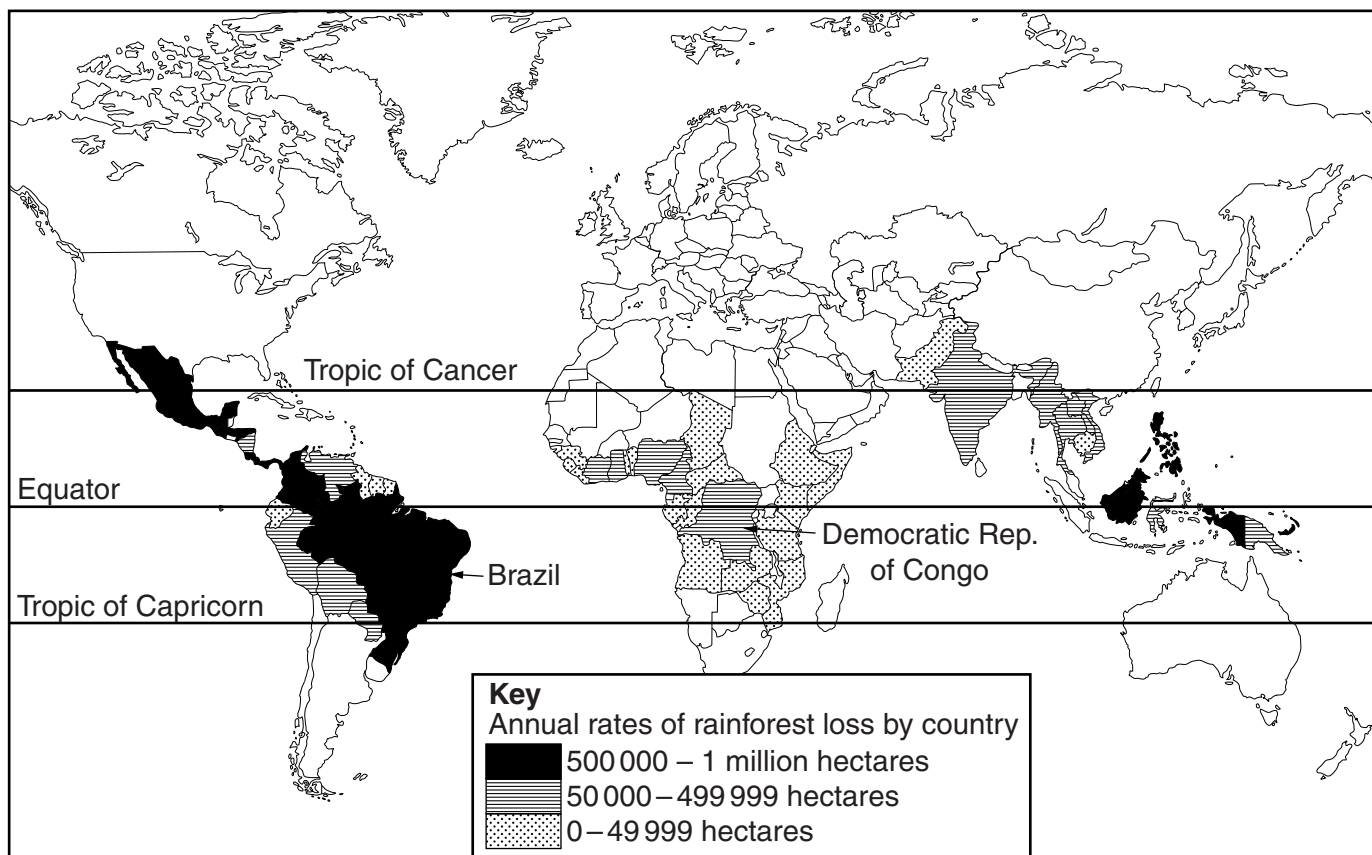 Tropic of Cancer
Equator
Democratic Rep.
of Congo
Brazil
Tropic of Capricorn
Key
Annual rates of rainforest loss by country
500 000 – 1 million hectares
50 000 – 499 999 hectares
0 – 49 999 hectares